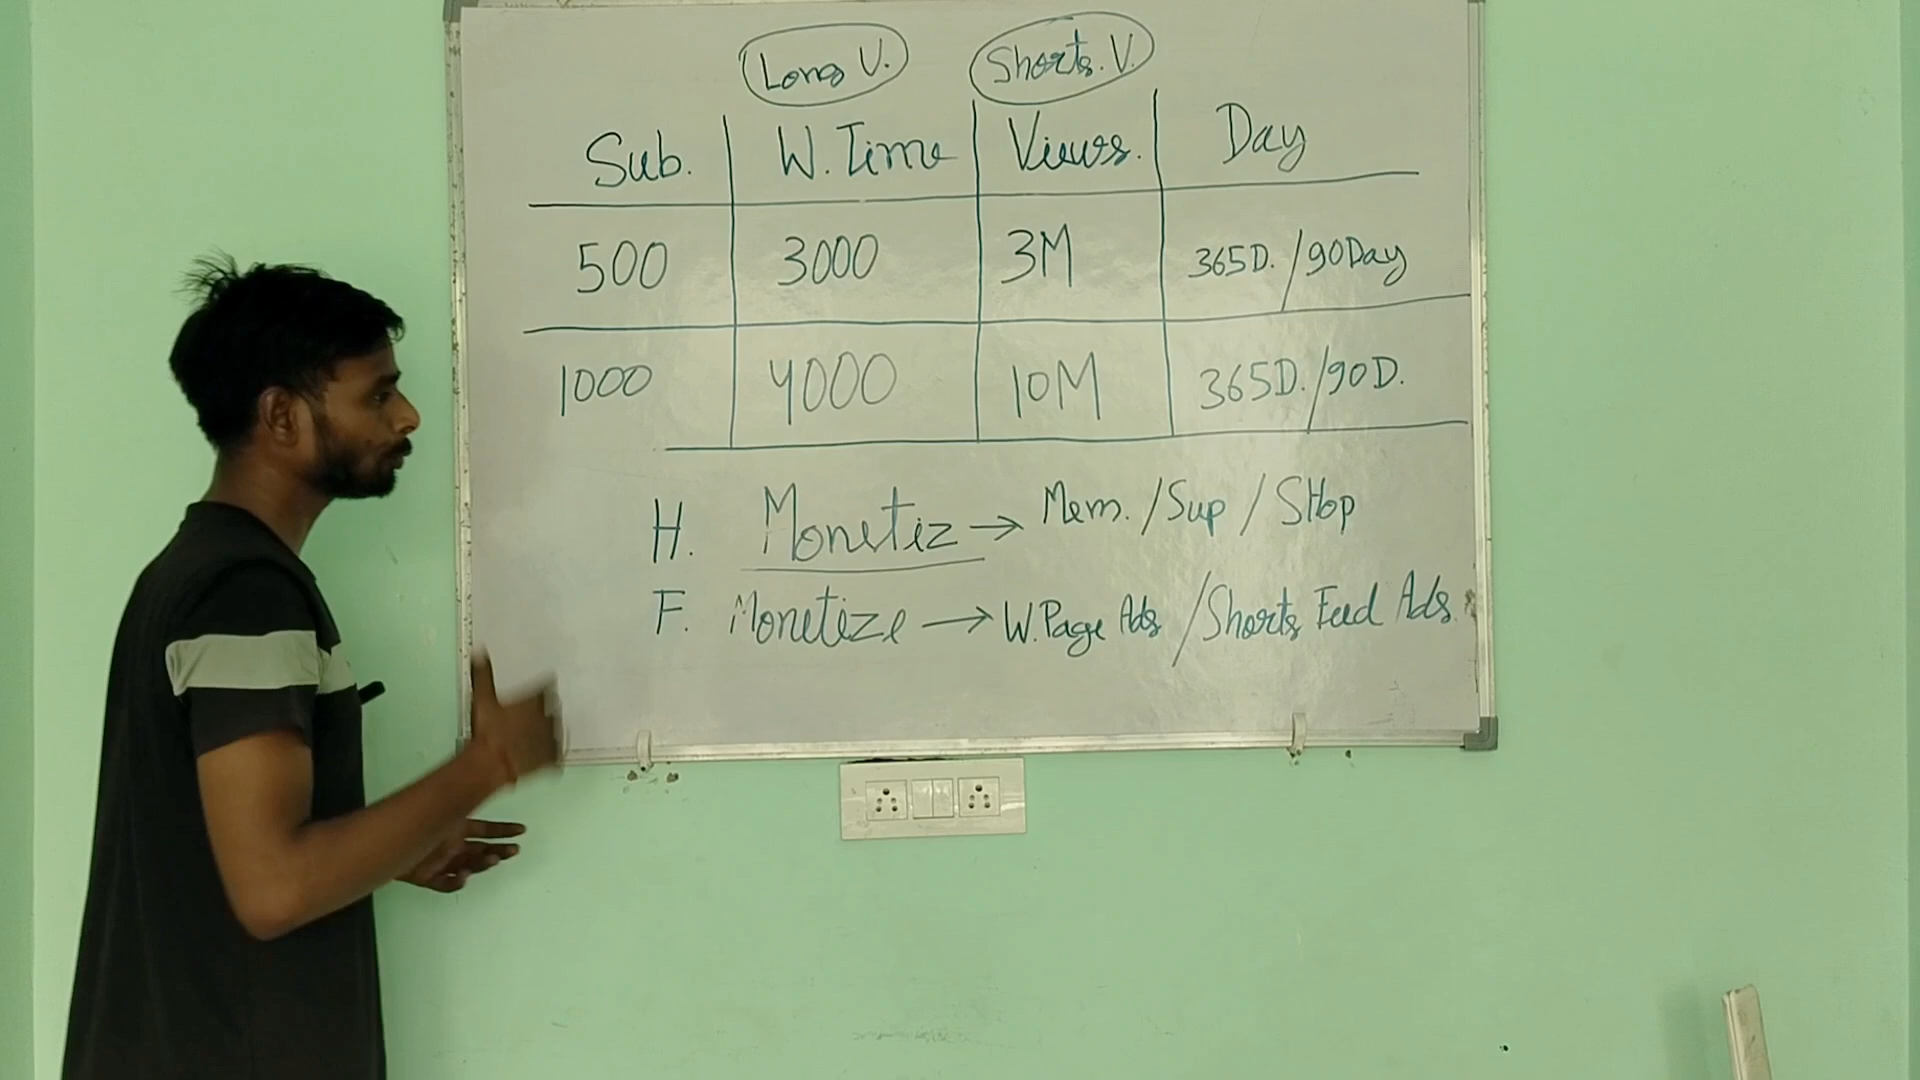 Long V. Shorts. V.
Sub. W. Time Views. Day
500 3000 3M 365D. / 90Day
1000 4000 10M 365D. / 90D.
H. Monetiz → Mem. / Sup / SHop
F. Monetize → W. Page Ads / Shorts Feed Ads.